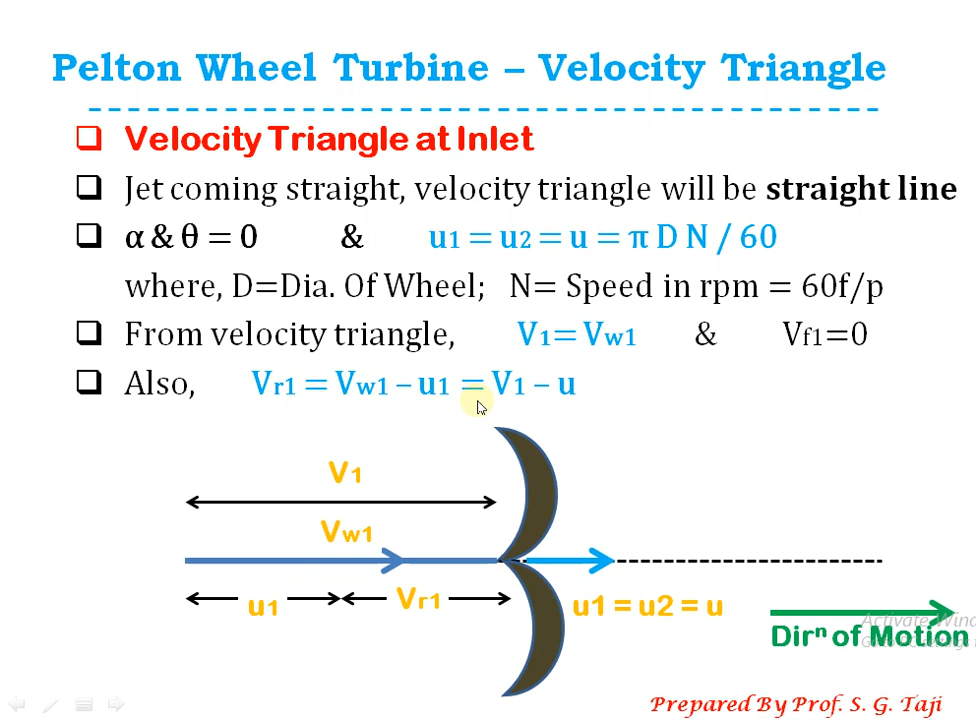 Pelton Wheel Turbine – Velocity Triangle
Velocity Triangle at Inlet
Jet coming straight, velocity triangle will be straight line
α & θ = 0 & u1 = u2 = u = π D N / 60
where, D=Dia. Of Wheel; N= Speed in rpm = 60f/p
From velocity triangle, V1= Vw1 & Vf1=0
Also, Vr1 = Vw1 – u1 = V1 – u
V1
Vw1
u1 Vr1 u1 = u2 = u
Dirⁿ of Motion
Activate Wind
Prepared By Prof. S. G. Taji